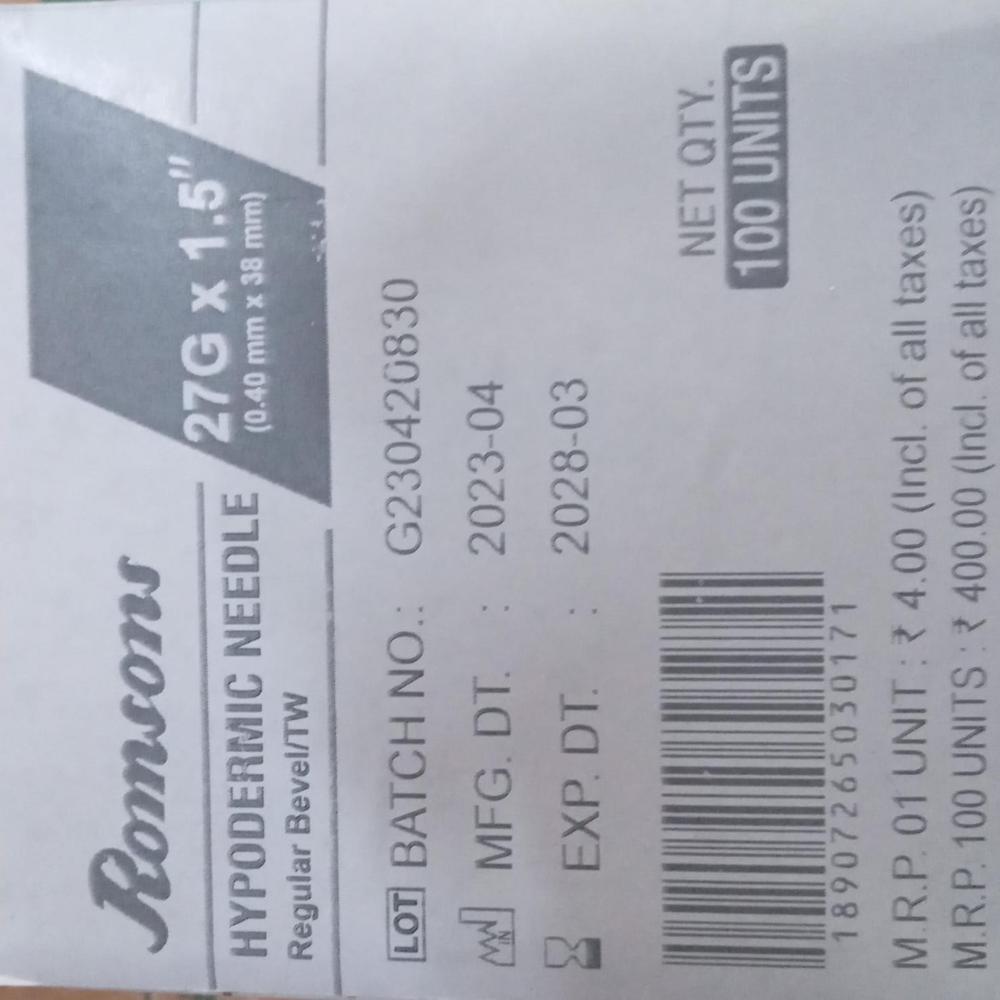 Romsons
HYPODERMIC NEEDLE
Regular Bevel/TW
27G x 1.5"
(0.40 mm x 38 mm)
LOT BATCH NO.: G230420830
IN MFG. DT. : 2023-04
EXP. DT. : 2028-03
NET QTY.
100 UNITS
18907265030171
M.R.P. 01 UNIT : ₹ 4.00 (Incl. of all taxes)
M.R.P. 100 UNITS : ₹ 400.00 (Incl. of all taxes)